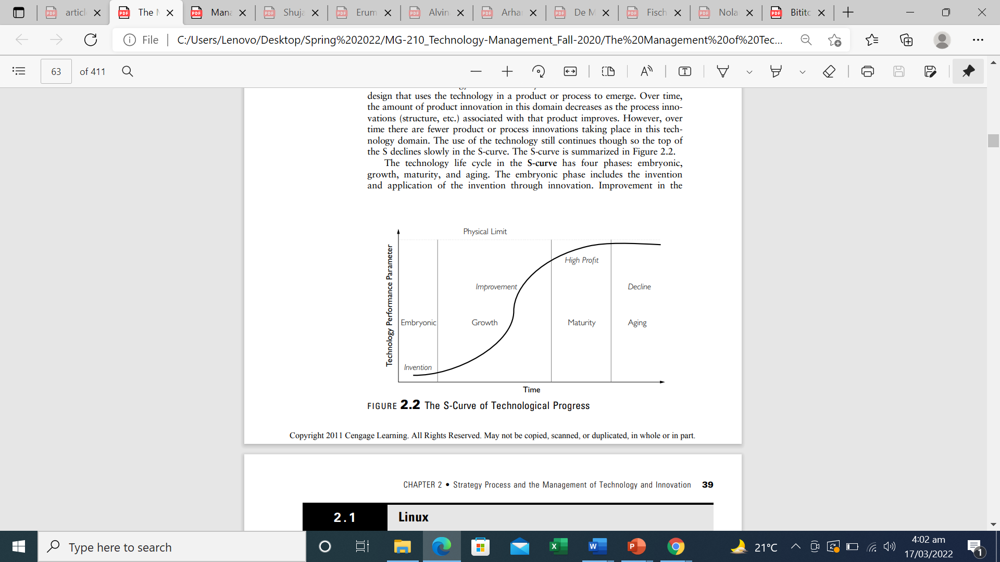 articl
The M
Mana
Shuja
Erum
Alvin
Arhar
De M
Fisch
Nola
Bititc
File
C:/Users/Lenovo/Desktop/Spring%202022/MG-210_Technology-Management_Fall-2020/The%20Management%20of%20Tec...
63 of 411
design that uses the technology in a product or process to emerge. Over time,
the amount of product innovation in this domain decreases as the process inno-
vations (structure, etc.) associated with that product improves. However, over
time there are fewer product or process innovations taking place in this tech-
nology domain. The use of the technology still continues though so the top of
the S declines slowly in the S-curve. The S-curve is summarized in Figure 2.2.
The technology life cycle in the S-curve has four phases: embryonic,
growth, maturity, and aging. The embryonic phase includes the invention
and application of the invention through innovation. Improvement in the
Physical Limit
Technology Performance Parameter
High Profit
Improvement
Decline
Embryonic
Growth
Maturity
Aging
Invention
Time
FIGURE 2.2 The S-Curve of Technological Progress
Copyright 2011 Cengage Learning. All Rights Reserved. May not be copied, scanned, or duplicated, in whole or in part.
CHAPTER 2 • Strategy Process and the Management of Technology and Innovation 39
2.1 Linux
Type here to search
21°C
4:02 am
17/03/2022
1